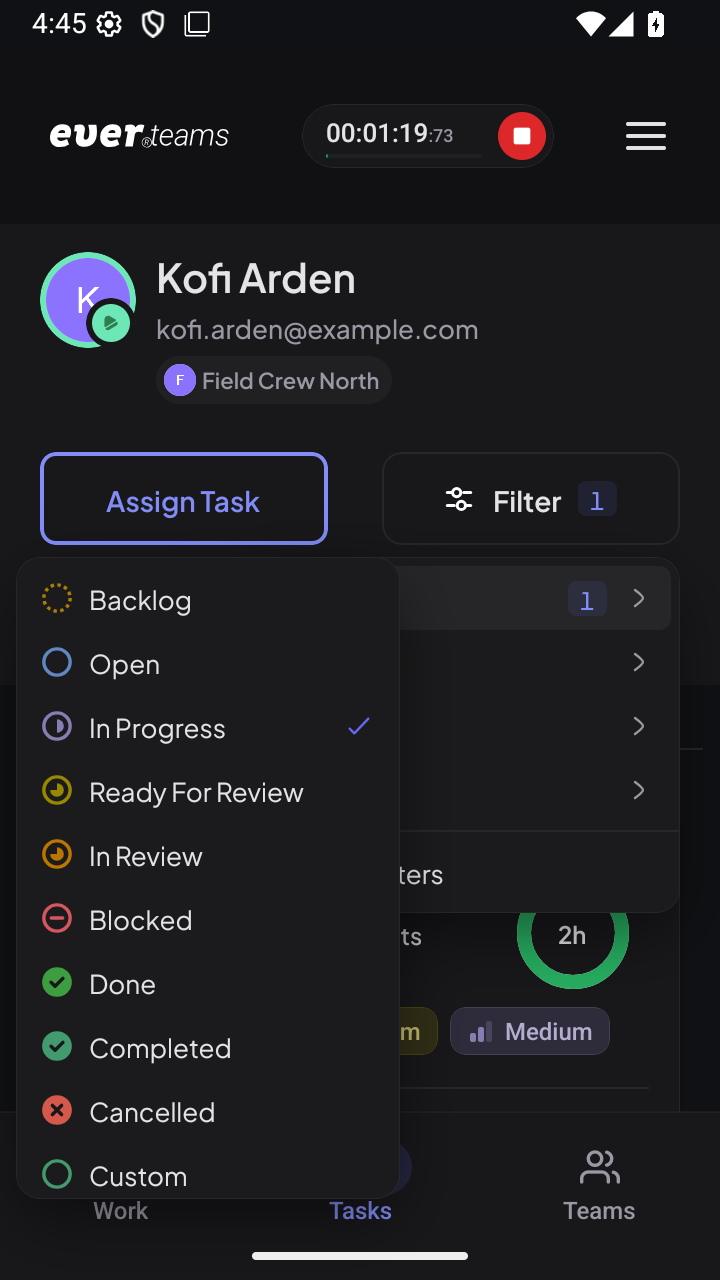 4:45
ever®teams
00:01:19:73
K
Kofi Arden
kofi.arden@example.com
F Field Crew North
Assign Task
Filter 1
Backlog
1
Open
In Progress
Ready For Review
In Review
ters
Blocked
ts
2h
Done
Completed
m
Medium
Cancelled
Custom
Work
Tasks
Teams